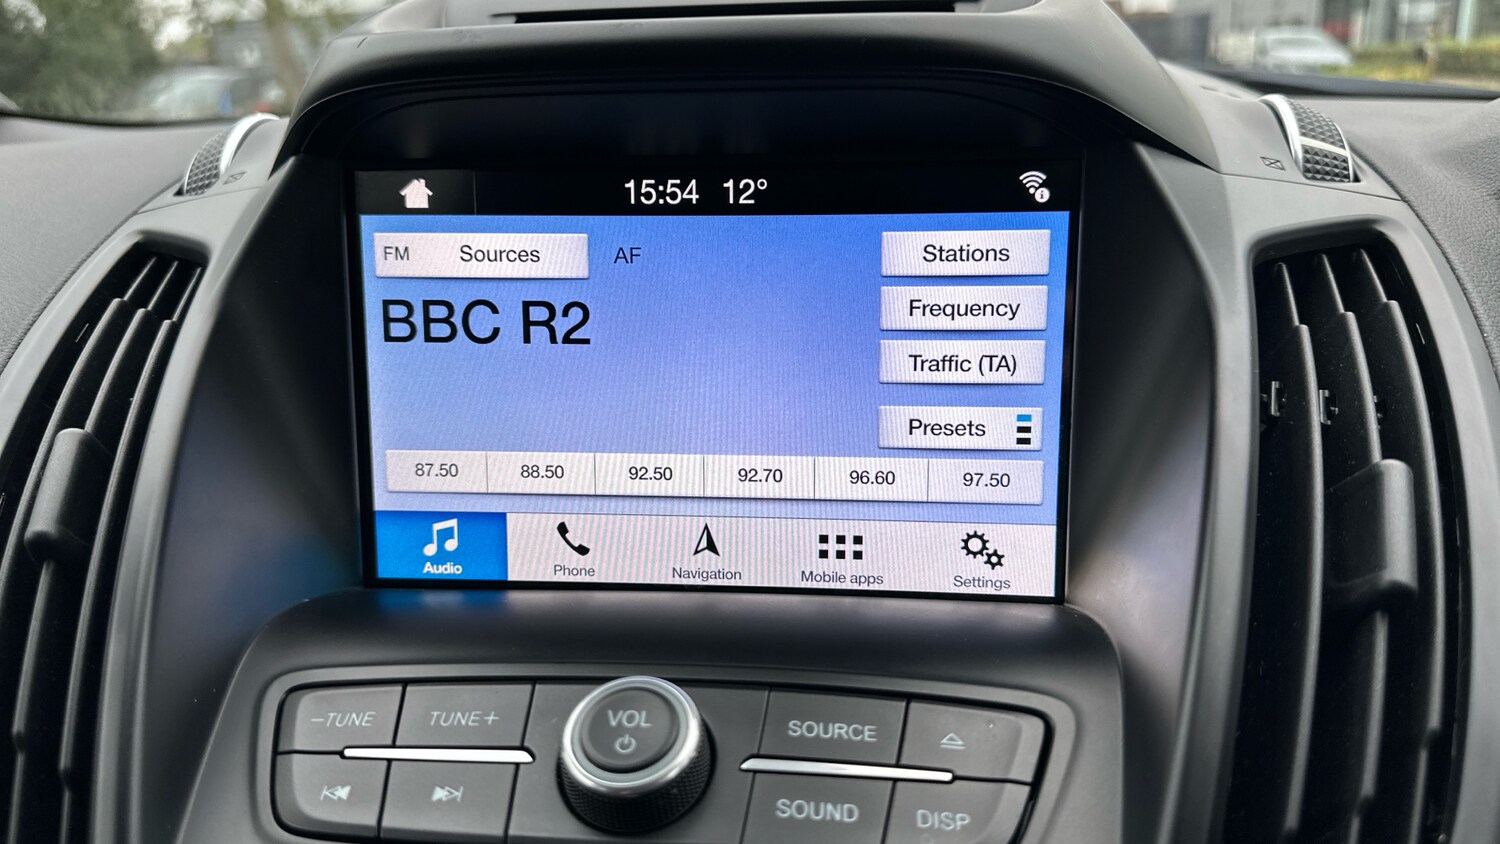 15:54 12°
FM Sources AF
Stations
BBC R2
Frequency
Traffic (TA)
Presets
87.50 88.50 92.50 92.70 96.60 97.50
Audio Phone Navigation Mobile apps Settings
–TUNE TUNE+ VOL SOURCE
SOUND DISP